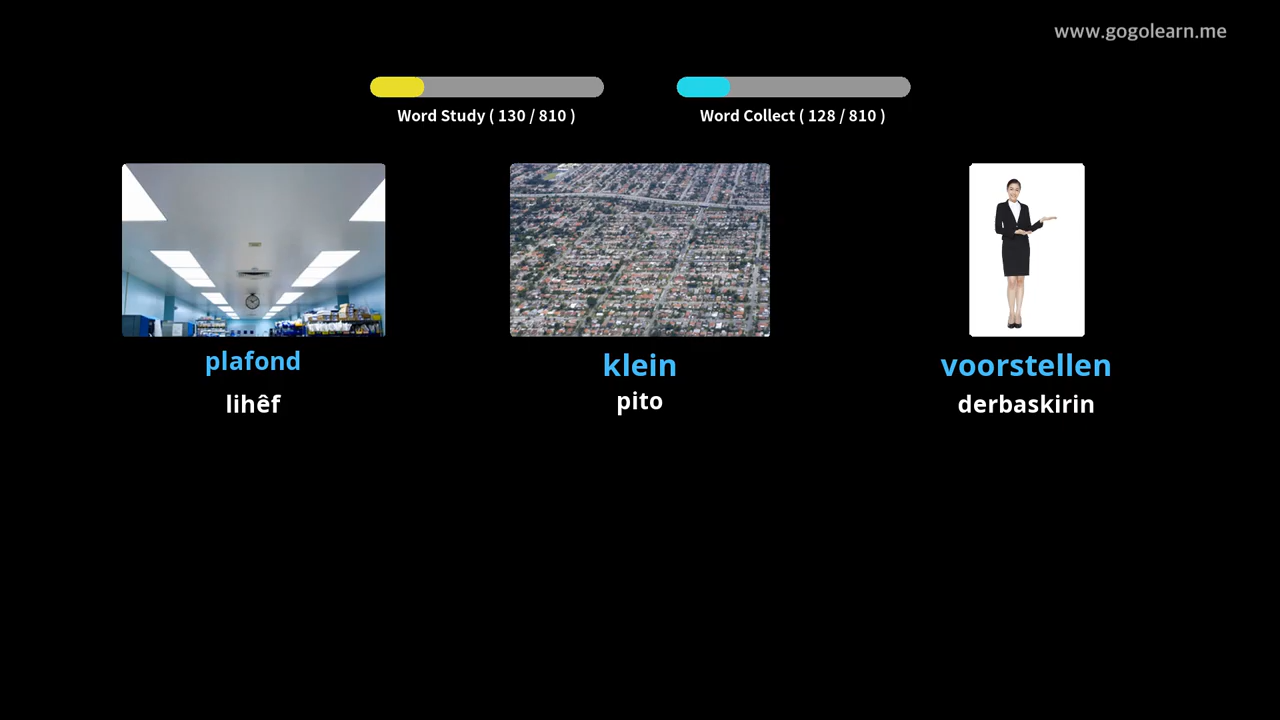 www.gogolearn.me
Word Study ( 130 / 810 )
Word Collect ( 128 / 810 )
plafond
lihêf
klein
pito
voorstellen
derbaskirin